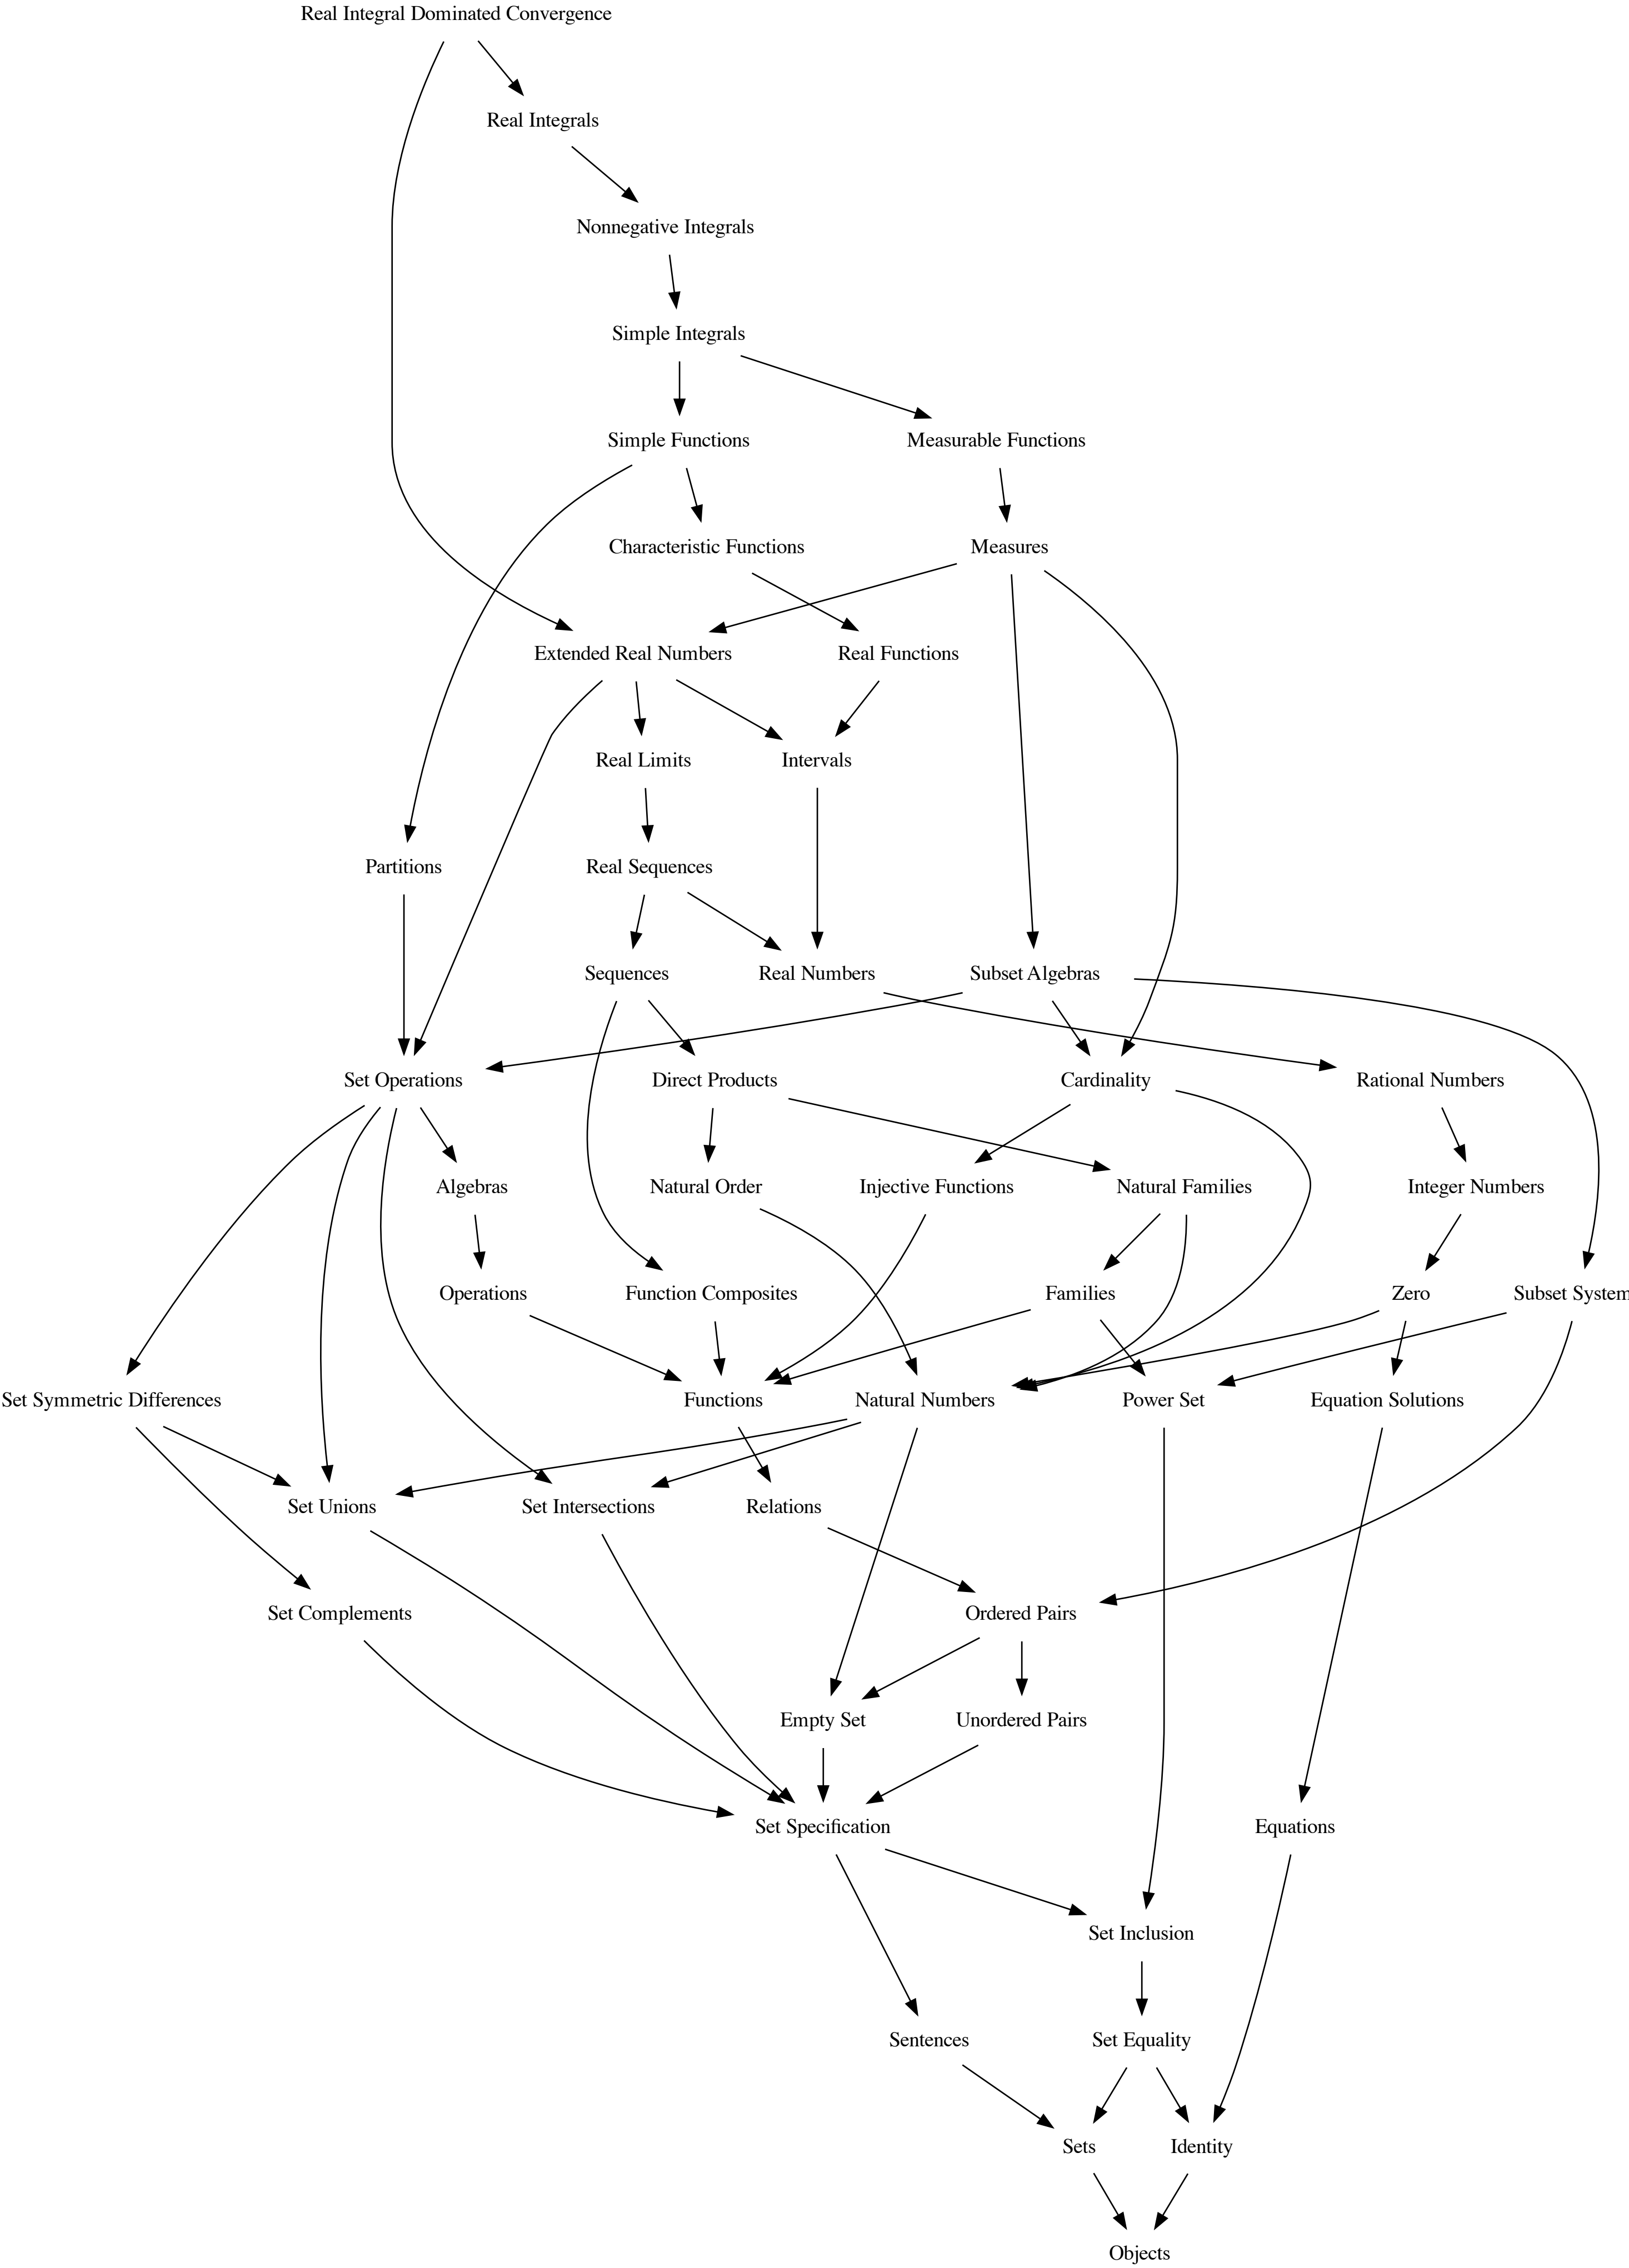 Real Integral Dominated Convergence
Real Integrals
Nonnegative Integrals
Simple Integrals
Simple Functions
Measurable Functions
Characteristic Functions
Measures
Extended Real Numbers
Real Functions
Real Limits
Intervals
Partitions
Real Sequences
Sequences
Real Numbers
Subset Algebras
Set Operations
Direct Products
Cardinality
Rational Numbers
Algebras
Natural Order
Injective Functions
Natural Families
Integer Numbers
Operations
Function Composites
Families
Zero
Subset System
Set Symmetric Differences
Functions
Natural Numbers
Power Set
Equation Solutions
Set Unions
Set Intersections
Relations
Set Complements
Ordered Pairs
Empty Set
Unordered Pairs
Set Specification
Equations
Set Inclusion
Sentences
Set Equality
Sets
Identity
Objects